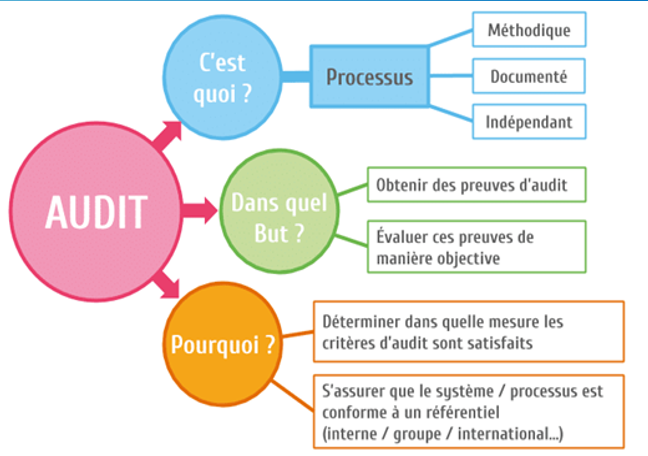 AUDIT
C'est
quoi ?
Processus
Méthodique
Documenté
Indépendant
Dans quel
But ?
Obtenir des preuves d'audit
Évaluer ces preuves de
manière objective
Pourquoi ?
Déterminer dans quelle mesure les
critères d'audit sont satisfaits
S'assurer que le système / processus est
conforme à un référentiel
(interne / groupe / international...)